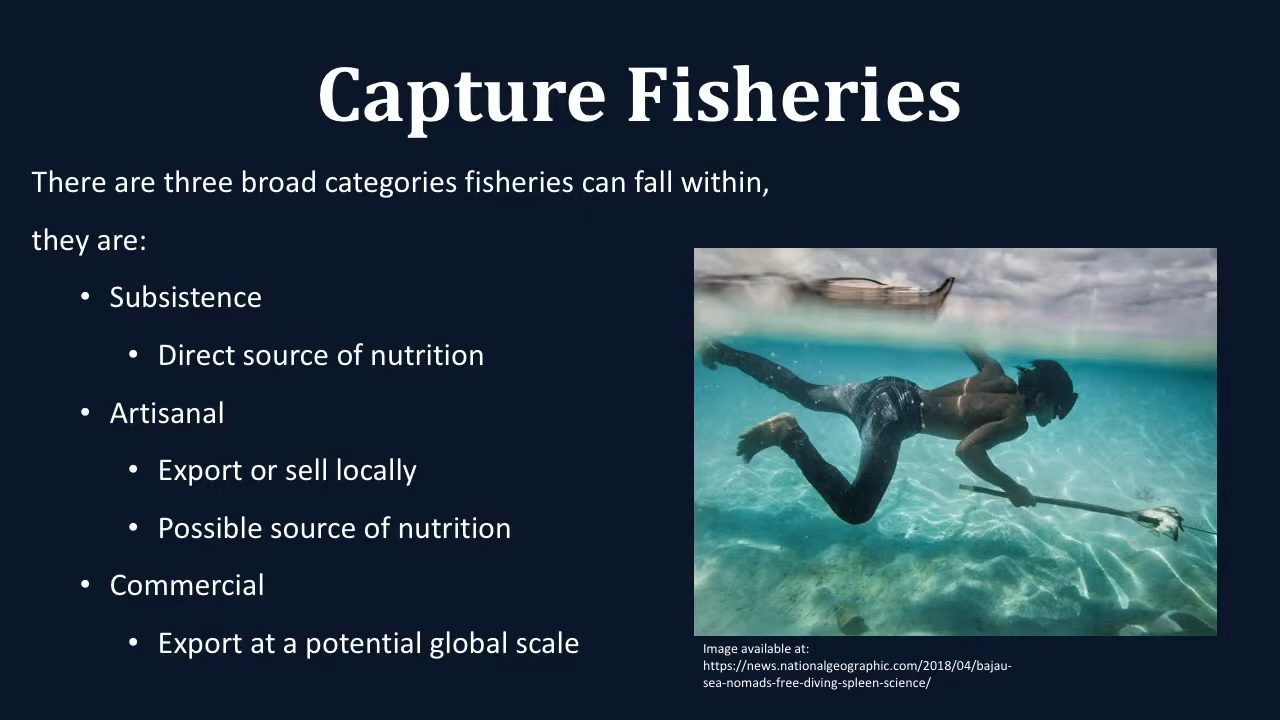 Capture Fisheries
There are three broad categories fisheries can fall within,
they are:
• Subsistence
• Direct source of nutrition
• Artisanal
• Export or sell locally
• Possible source of nutrition
• Commercial
• Export at a potential global scale
Image available at:
https://news.nationalgeographic.com/2018/04/bajau-
sea-nomads-free-diving-spleen-science/